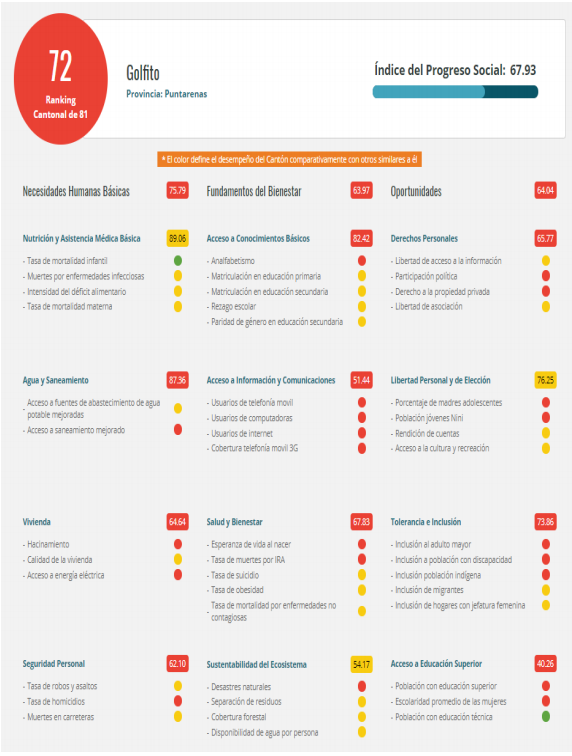 72
Ranking
Cantonal de 81
Golfito
Provincia: Puntarenas
Índice del Progreso Social: 67.93
* El color define el desempeño del Cantón comparativamente con otros similares a él
Necesidades Humanas Básicas 75.79
Nutrición y Asistencia Médica Básica 89.06
- Tasa de mortalidad infantil
- Muertes por enfermedades infecciosas
- Intensidad del déficit alimentario
- Tasa de mortalidad materna
Agua y Saneamiento 87.36
- Acceso a fuentes de abastecimiento de agua
potable mejoradas
- Acceso a saneamiento mejorado
Vivienda 64.64
- Hacinamiento
- Calidad de la vivienda
- Acceso a energía eléctrica
Seguridad Personal 62.10
- Tasa de robos y asaltos
- Tasa de homicidios
- Muertes en carreteras
Fundamentos del Bienestar 63.97
Acceso a Conocimientos Básicos 82.42
- Analfabetismo
- Matriculación en educación primaria
- Matriculación en educación secundaria
- Rezago escolar
- Paridad de género en educación secundaria
Acceso a Información y Comunicaciones 51.44
- Usuarios de telefonía movil
- Usuarios de computadoras
- Usuarios de internet
- Cobertura telefonía movil 3G
Salud y Bienestar 67.83
- Esperanza de vida al nacer
- Tasa de muertes por IRA
- Tasa de suicidio
- Tasa de obesidad
- Tasa de mortalidad por enfermedades no
contagiosas
Sustentabilidad del Ecosistema 54.17
- Desastres naturales
- Separación de residuos
- Cobertura forestal
- Disponibilidad de agua por persona
Oportunidades 64.04
Derechos Personales 65.77
- Libertad de acceso a la información
- Participación política
- Derecho a la propiedad privada
- Libertad de asociación
Libertad Personal y de Elección 76.25
- Porcentaje de madres adolescentes
- Población jóvenes Nini
- Rendición de cuentas
- Acceso a la cultura y recreación
Tolerancia e Inclusión 73.86
- Inclusión al adulto mayor
- Inclusión a población con discapacidad
- Inclusión población indígena
- Inclusión de migrantes
- Inclusión de hogares con jefatura femenina
Acceso a Educación Superior 40.26
- Población con educación superior
- Escolaridad promedio de las mujeres
- Población con educación técnica